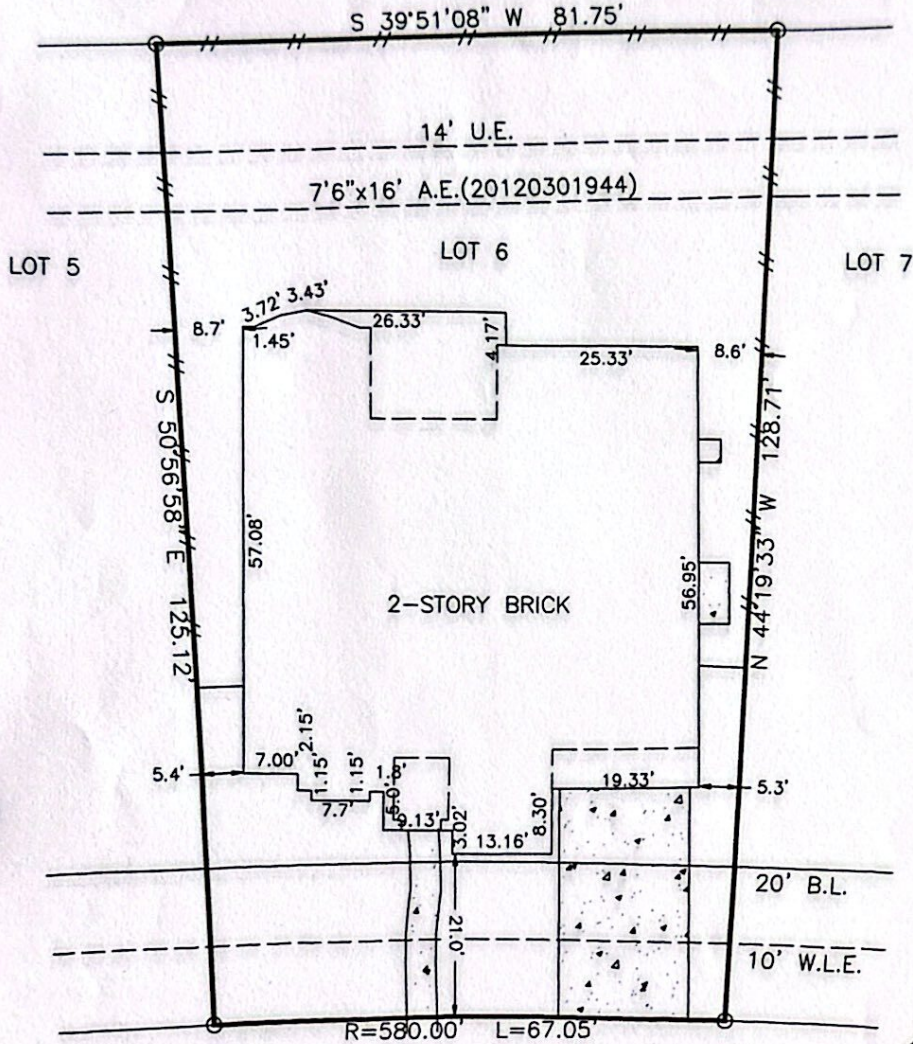 S 39°51'08" W 81.75'
14' U.E.
7'6"x16' A.E.(20120301944)
LOT 5
LOT 6
LOT 7
3.72' 3.43'
26.33'
8.7'
1.45'
4.17'
25.33'
8.6'
S 50°56'58" E 125.12'
N 44°19'33" W 128.71'
57.08'
56.95'
2-STORY BRICK
2.15'
7.00'
5.4'
1.15'
1.15'
1.8'
7.7'
5.0'
9.13'
3.02'
13.16'
8.30'
19.33'
5.3'
20' B.L.
21.0'
10' W.L.E.
R=580.00' L=67.05'